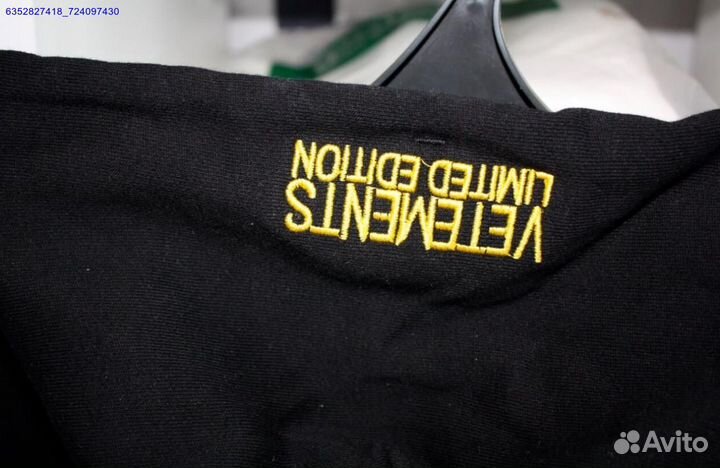 6352827418_724097430
VETEMENTS
LIMITED EDITION
Avito